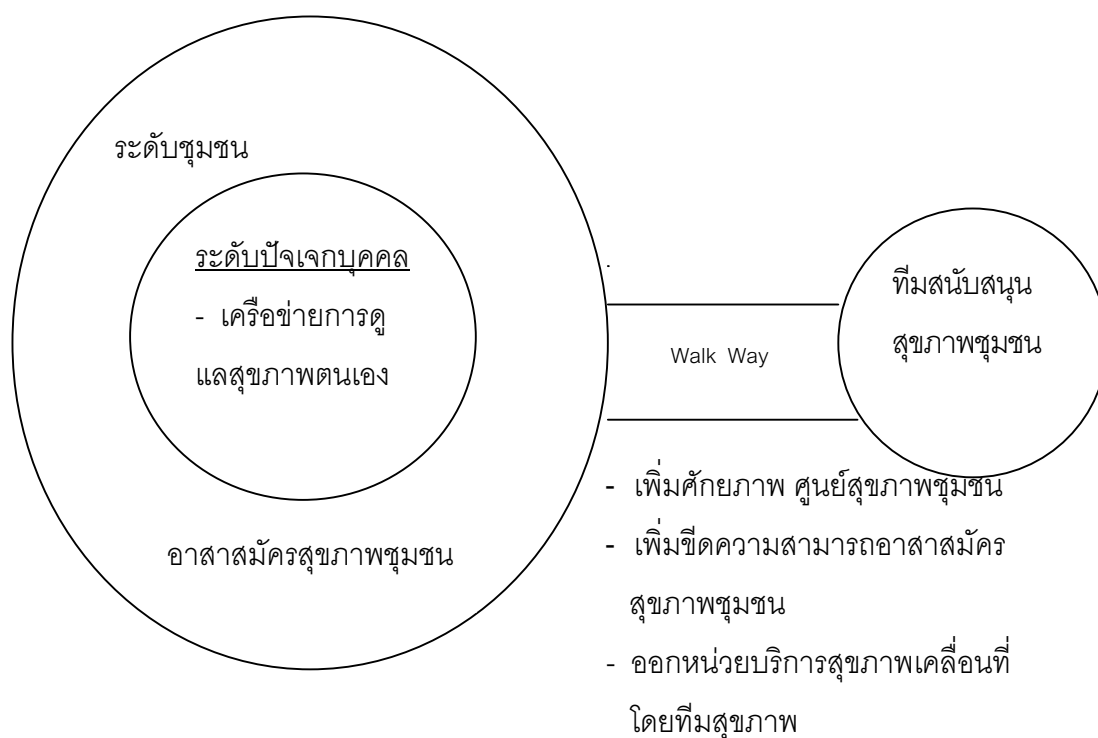 ระดับชุมชน
ระดับปัจเจกบุคคล
- เครือข่ายการดู
แลสุขภาพตนเอง
อาสาสมัครสุขภาพชุมชน
.
Walk Way
ทีมสนับสนุน
สุขภาพชุมชน
- เพิ่มศักยภาพ ศูนย์สุขภาพชุมชน
- เพิ่มขีดความสามารถอาสาสมัคร
สุขภาพชุมชน
- ออกหน่วยบริการสุขภาพเคลื่อนที่
โดยทีมสุขภาพ